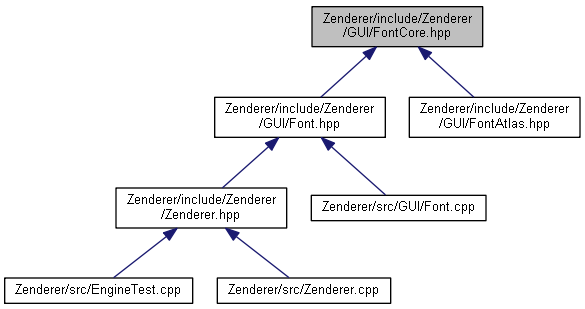 Zenderer/include/Zenderer
/GUI/FontCore.hpp
Zenderer/include/Zenderer
/GUI/Font.hpp
Zenderer/include/Zenderer
/GUI/FontAtlas.hpp
Zenderer/include/Zenderer
/Zenderer.hpp
Zenderer/src/GUI/Font.cpp
Zenderer/src/EngineTest.cpp
Zenderer/src/Zenderer.cpp